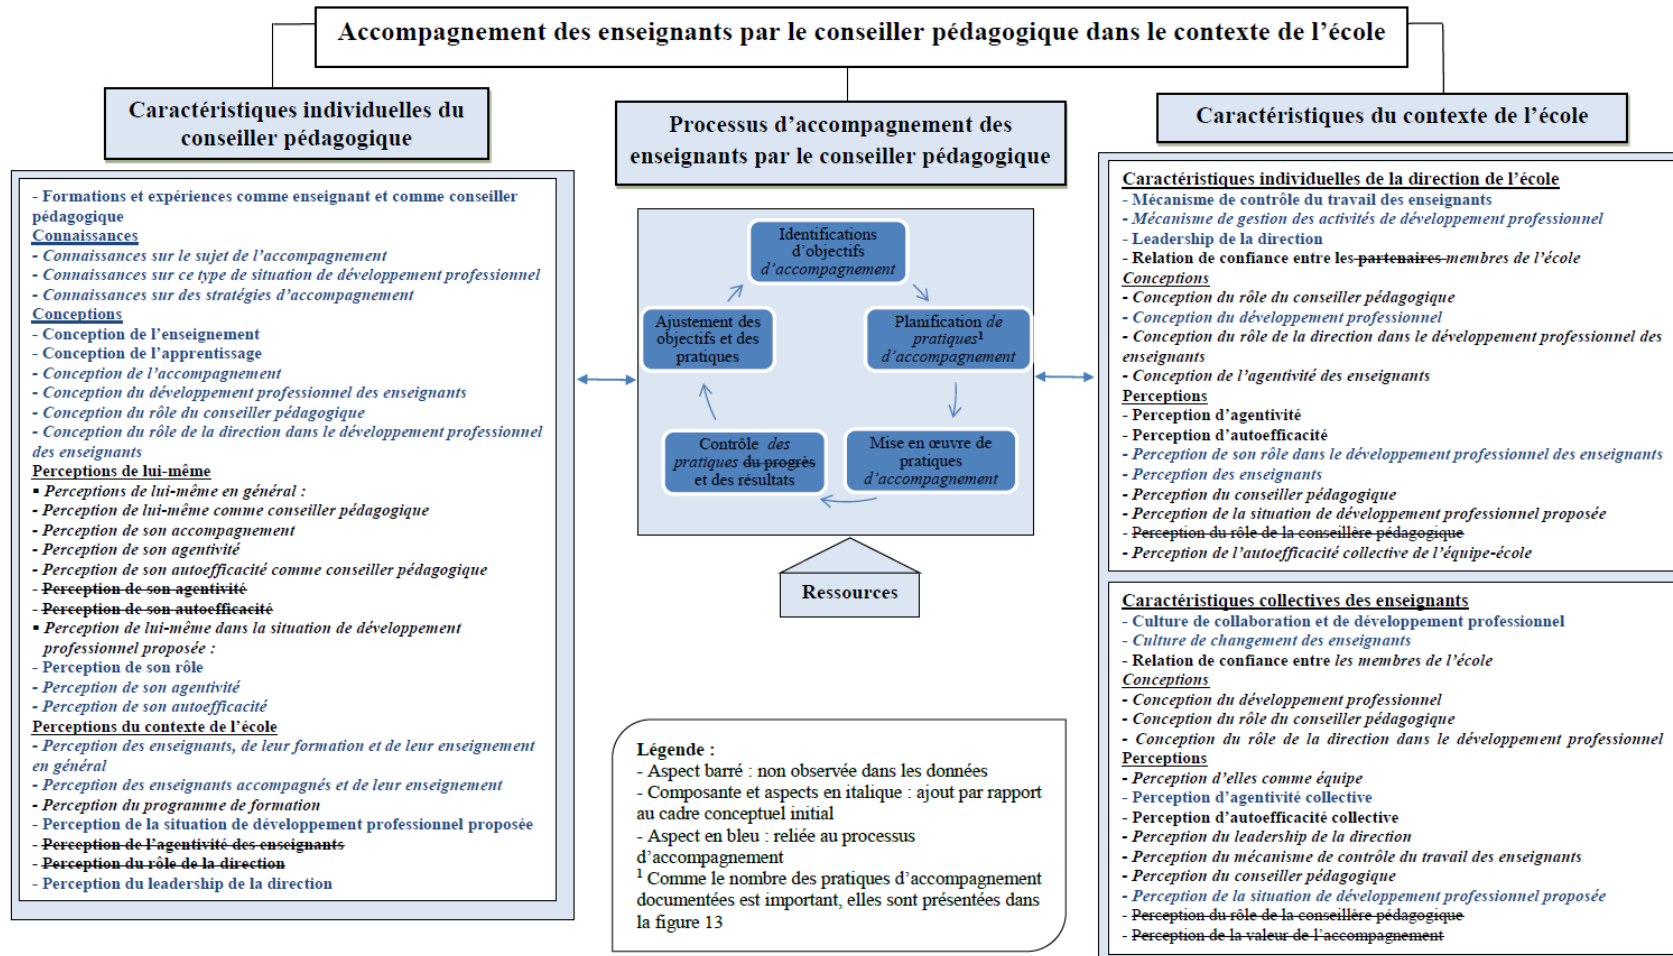 Accompagnement des enseignants par le conseiller pédagogique dans le contexte de l’école
Caractéristiques individuelles du
conseiller pédagogique
- Formations et expériences comme enseignant et comme conseiller
pédagogique
Connaissances
- Connaissances sur le sujet de l’accompagnement
- Connaissances sur ce type de situation de développement professionnel
- Connaissances sur des stratégies d’accompagnement
Conceptions
- Conception de l’enseignement
- Conception de l’apprentissage
- Conception de l’accompagnement
- Conception du développement professionnel des enseignants
- Conception du rôle du conseiller pédagogique
- Conception du rôle de la direction dans le développement professionnel
des enseignants
Perceptions de lui-même
▪ Perceptions de lui-même en général :
- Perception de lui-même comme conseiller pédagogique
- Perception de son accompagnement
- Perception de son agentivité
- Perception de son autoefficacité comme conseiller pédagogique
- Perception de son agentivité
- Perception de son autoefficacité
▪ Perception de lui-même dans la situation de développement
professionnel proposée :
- Perception de son rôle
- Perception de son agentivité
- Perception de son autoefficacité
Perceptions du contexte de l’école
- Perception des enseignants, de leur formation et de leur enseignement
en général
- Perception des enseignants accompagnés et de leur enseignement
- Perception du programme de formation
- Perception de la situation de développement professionnel proposée
- Perception de l’agentivité des enseignants
- Perception du rôle de la direction
- Perception du leadership de la direction
Processus d’accompagnement des
enseignants par le conseiller pédagogique
Identifications
d’objectifs
d’accompagnement
Planification de
pratiques¹
d’accompagnement
Mise en œuvre de
pratiques
d’accompagnement
Contrôle des
pratiques du progrès
et des résultats
Ajustement des
objectifs et des
pratiques
Ressources
Légende :
- Aspect barré : non observée dans les données
- Composante et aspects en italique : ajout par rapport
au cadre conceptuel initial
- Aspect en bleu : reliée au processus
d’accompagnement
¹ Comme le nombre des pratiques d’accompagnement
documentées est important, elles sont présentées dans
la figure 13
Caractéristiques du contexte de l’école
Caractéristiques individuelles de la direction de l’école
- Mécanisme de contrôle du travail des enseignants
- Mécanisme de gestion des activités de développement professionnel
- Leadership de la direction
- Relation de confiance entre les partenaires membres de l’école
Conceptions
- Conception du rôle du conseiller pédagogique
- Conception du développement professionnel
- Conception du rôle de la direction dans le développement professionnel des
enseignants
- Conception de l’agentivité des enseignants
Perceptions
- Perception d’agentivité
- Perception d’autoefficacité
- Perception de son rôle dans le développement professionnel des enseignants
- Perception des enseignants
- Perception du conseiller pédagogique
- Perception de la situation de développement professionnel proposée
- Perception du rôle de la conseillère pédagogique
- Perception de l’autoefficacité collective de l’équipe-école
Caractéristiques collectives des enseignants
- Culture de collaboration et de développement professionnel
- Culture de changement des enseignants
- Relation de confiance entre les membres de l’école
Conceptions
- Conception du développement professionnel
- Conception du rôle du conseiller pédagogique
- Conception du rôle de la direction dans le développement professionnel
Perceptions
- Perception d’elles comme équipe
- Perception d’agentivité collective
- Perception d’autoefficacité collective
- Perception du leadership de la direction
- Perception du mécanisme de contrôle du travail des enseignants
- Perception du conseiller pédagogique
- Perception de la situation de développement professionnel proposée
- Perception du rôle de la conseillère pédagogique
- Perception de la valeur de l’accompagnement